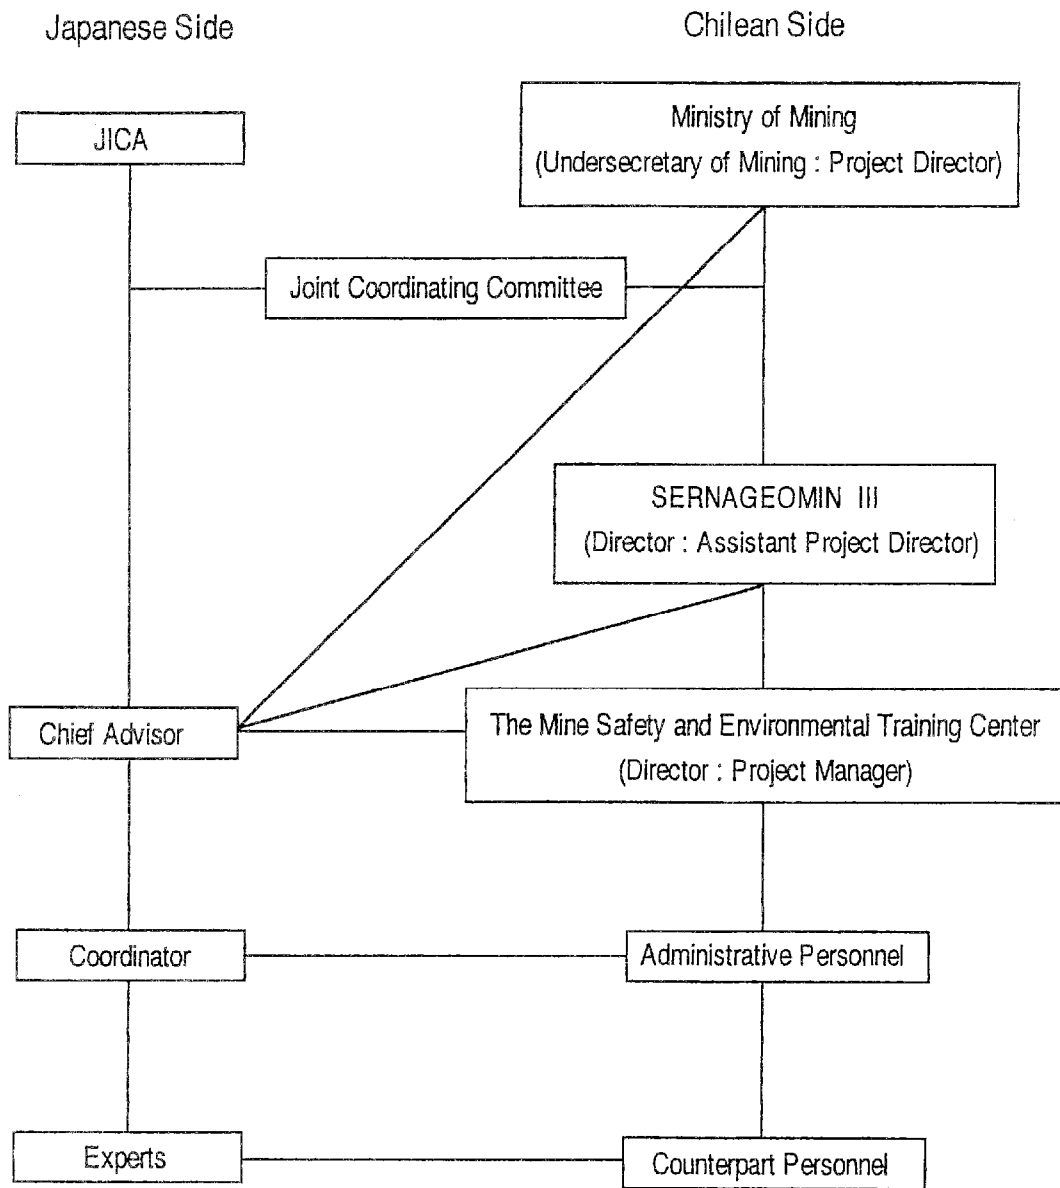 Japanese Side
Chilean Side
JICA
Ministry of Mining
(Undersecretary of Mining : Project Director)
Joint Coordinating Committee
SERNAGEOMIN III
(Director : Assistant Project Director)
Chief Advisor
The Mine Safety and Environmental Training Center
(Director : Project Manager)
Coordinator
Administrative Personnel
Experts
Counterpart Personnel